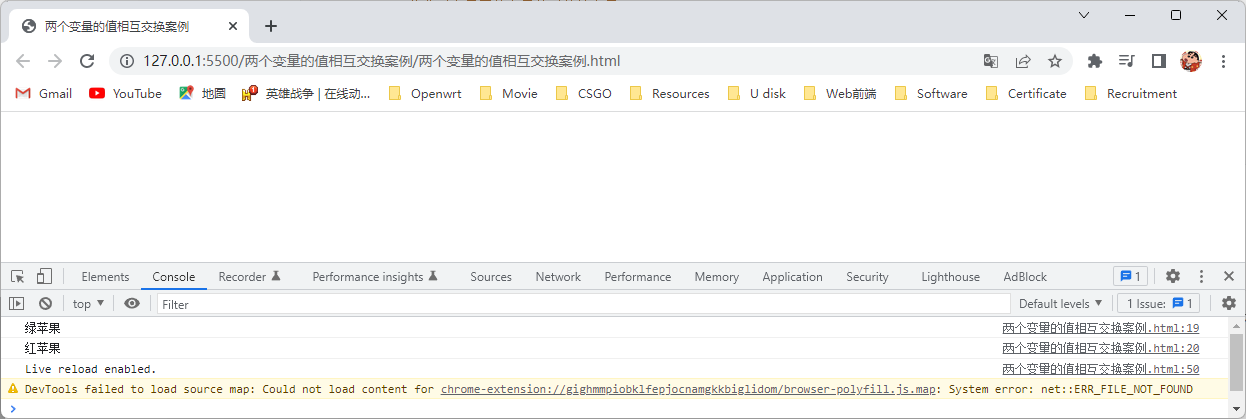 两个变量的值相互交换案例
127.0.0.1:5500/两个变量的值相互交换案例/两个变量的值相互交换案例.html
Gmail YouTube 地图 英雄战争 | 在线动... Openwrt Movie CSGO Resources U disk Web前端 Software Certificate Recruitment
Elements Console Recorder Performance insights Sources Network Performance Memory Application Security Lighthouse AdBlock 1
top Filter Default levels 1 Issue: 1
绿苹果 两个变量的值相互交换案例.html:19
红苹果 两个变量的值相互交换案例.html:20
Live reload enabled. 两个变量的值相互交换案例.html:50
DevTools failed to load source map: Could not load content for chrome-extension://gighmmpiobklfepjocnamgkkbiglidom/browser-polyfill.js.map: System error: net::ERR_FILE_NOT_FOUND